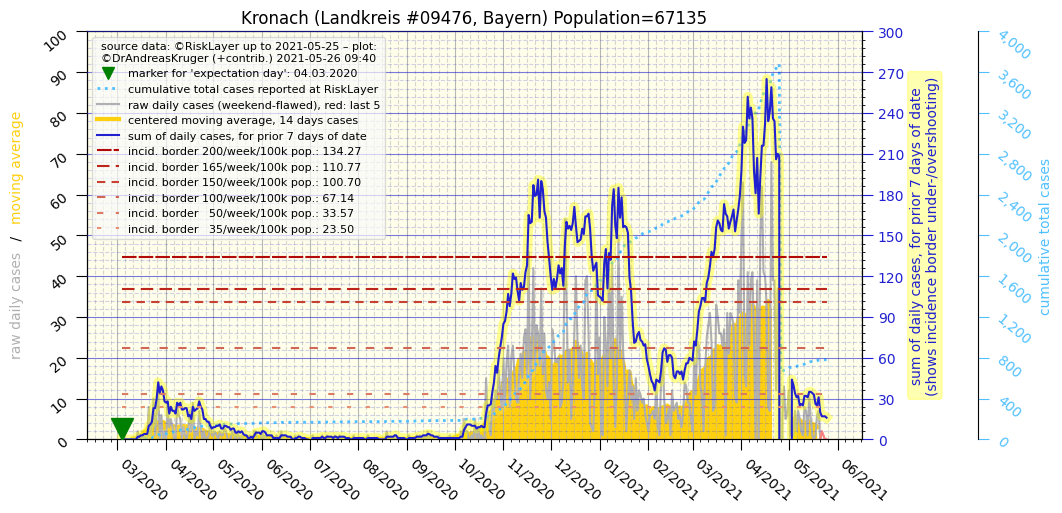 Kronach (Landkreis #09476, Bayern) Population=67135
source data: ©RiskLayer up to 2021-05-25 – plot:
©DrAndreasKruger (+contrib.) 2021-05-26 09:40
marker for 'expectation day': 04.03.2020
cumulative total cases reported at RiskLayer
raw daily cases (weekend-flawed), red: last 5
centered moving average, 14 days cases
sum of daily cases, for prior 7 days of date
incid. border 200/week/100k pop.: 134.27
incid. border 165/week/100k pop.: 110.77
incid. border 150/week/100k pop.: 100.70
incid. border 100/week/100k pop.: 67.14
incid. border   50/week/100k pop.: 33.57
incid. border   35/week/100k pop.: 23.50
raw daily cases / moving average
100
90
80
70
60
50
40
30
20
10
0
03/2020
04/2020
05/2020
06/2020
07/2020
08/2020
09/2020
10/2020
11/2020
12/2020
01/2021
02/2021
03/2021
04/2021
05/2021
06/2021
300
270
240
210
180
150
120
90
60
30
0
sum of daily cases, for prior 7 days of date
(shows incidence border under-/overshooting)
4,000
3,600
3,200
2,800
2,400
2,000
1,600
1,200
800
400
0
cumulative total cases